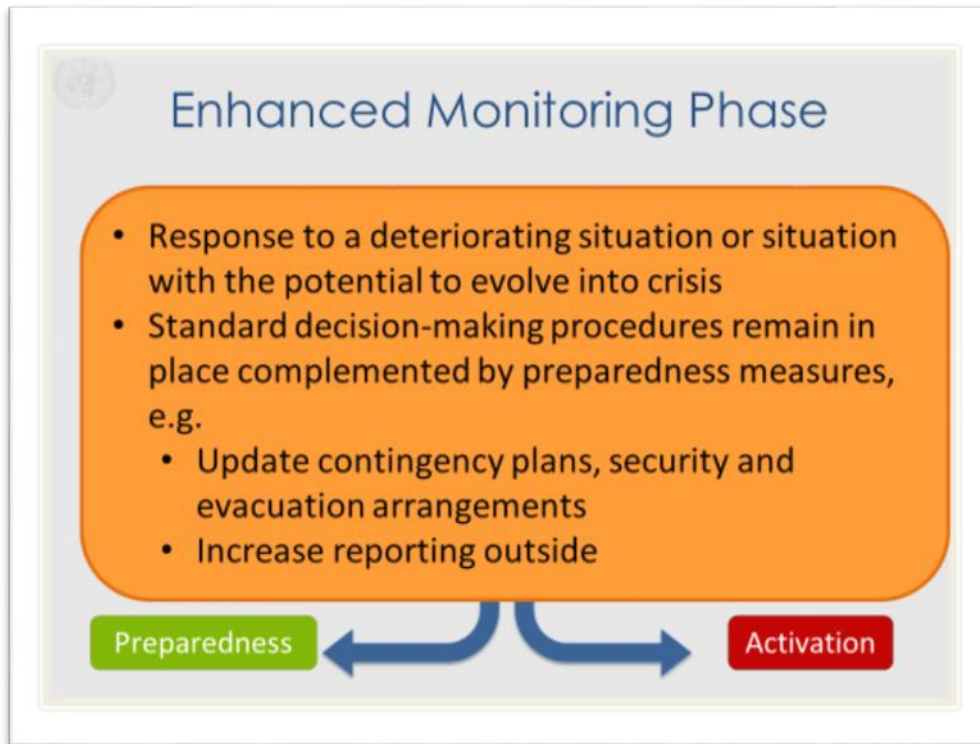 Enhanced Monitoring Phase
• Response to a deteriorating situation or situation
with the potential to evolve into crisis
• Standard decision-making procedures remain in
place complemented by preparedness measures,
e.g.
• Update contingency plans, security and
evacuation arrangements
• Increase reporting outside
Preparedness
Activation